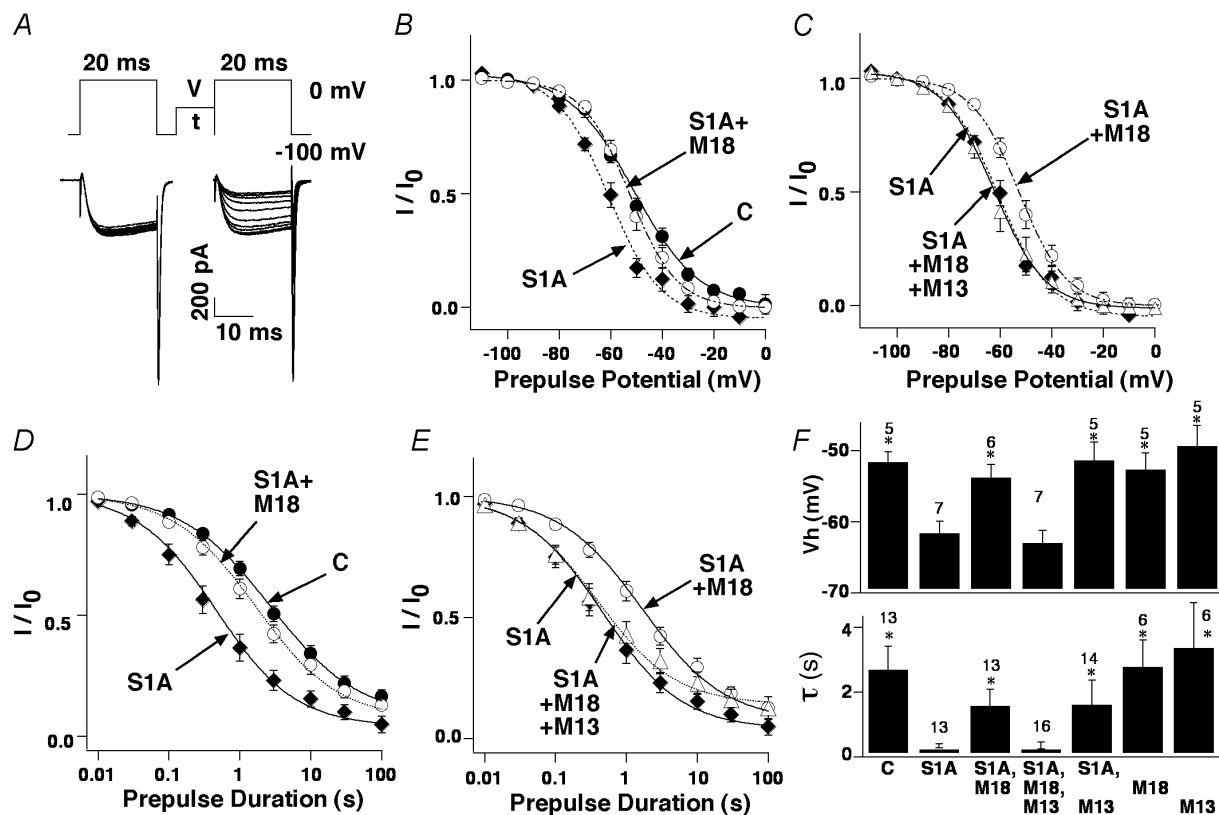 A
20 ms
20 ms
V
t
0 mV
-100 mV
200 pA
10 ms
B
I / I0
1.0
0.5
0.0
S1A+
M18
C
S1A
-100
-80
-60
-40
-20
0
Prepulse Potential (mV)
C
I / I0
1.0
0.5
0.0
S1A
+M18
S1A
S1A
+M18
+M13
-100
-80
-60
-40
-20
0
Prepulse Potential (mV)
D
I / I0
1.0
0.5
0.0
S1A+
M18
C
S1A
0.01
0.1
1
10
100
Prepulse Duration (s)
E
I / I0
1.0
0.5
0.0
S1A
+M18
S1A
S1A
+M18
+M13
0.01
0.1
1
10
100
Prepulse Duration (s)
F
Vh (mV)
-50
-60
-70
5
*
7
6
*
7
5
*
5
*
5
*
τ (s)
4
2
0
13
*
13
13
*
16
14
*
6
*
6
*
C
S1A
S1A,
M18
S1A,
M18,
M13
S1A,
M13
M18
M13